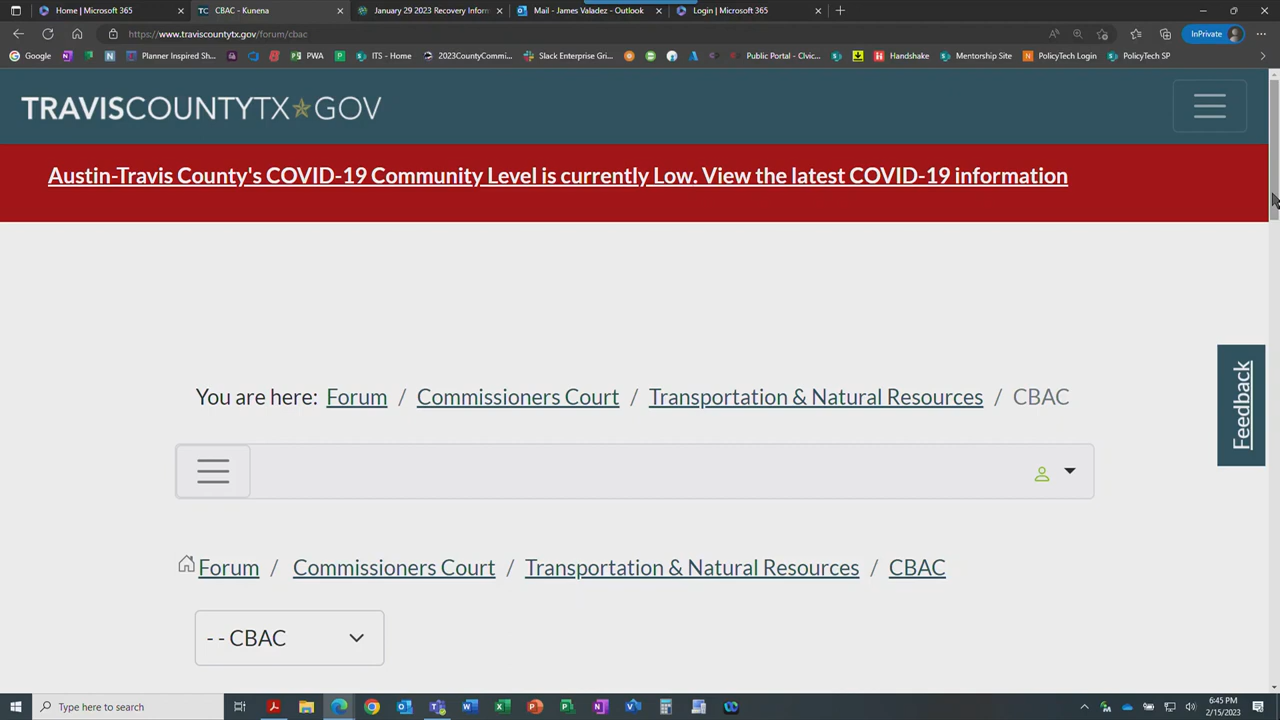 Home | Microsoft 365
CBAC - Kunena
January 29 2023 Recovery Inform
Mail - James Valadez - Outlook
Login | Microsoft 365
https://www.traviscountytx.gov/forum/cbac
InPrivate
Google
Planner Inspired Sh...
PWA
ITS - Home
2023CountyCommi...
Slack Enterprise Gri...
Public Portal - Civic...
Handshake
Mentorship Site
PolicyTech Login
PolicyTech SP
TRAVISCOUNTYTX GOV
Austin-Travis County's COVID-19 Community Level is currently Low. View the latest COVID-19 information
You are here: Forum / Commissioners Court / Transportation & Natural Resources / CBAC
Feedback
Forum / Commissioners Court / Transportation & Natural Resources / CBAC
- - CBAC
Type here to search
6:45 PM
2/15/2023